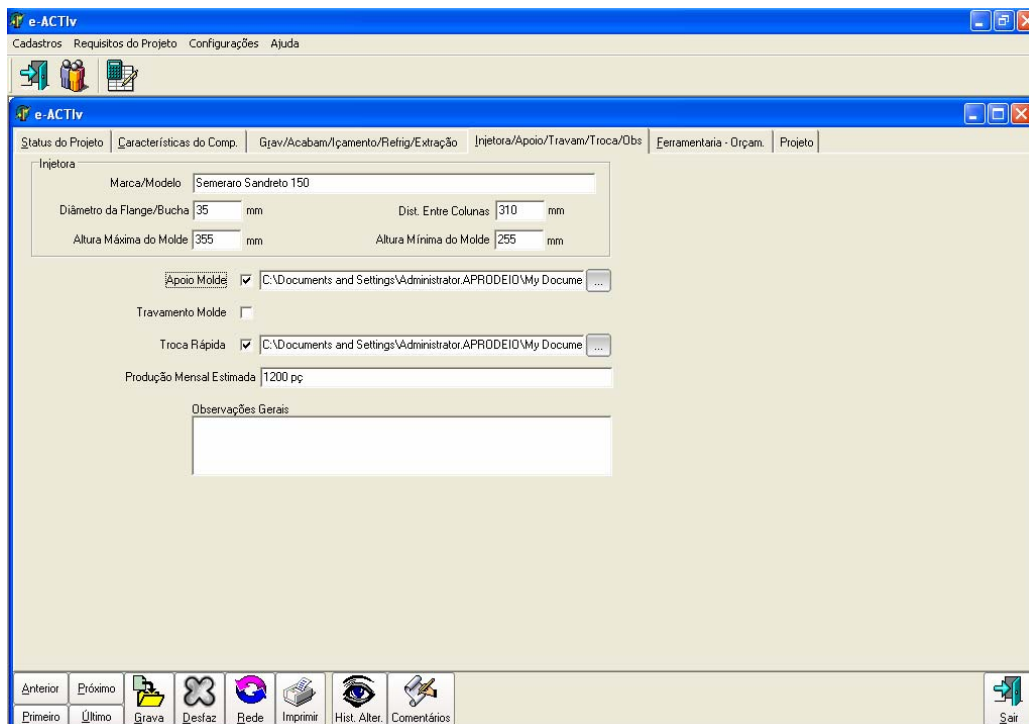 e-ACTIv
Cadastros Requisitos do Projeto Configurações Ajuda
e-ACTIv
Status do Projeto Características do Comp. Grav/Acabam/Içamento/Refrig/Extração Injetora/Apoio/Travam/Troca/Obs Ferramentaria - Orçam. Projeto
Injetora
Marca/Modelo Semeraro Sandreto 150
Diâmetro da Flange/Bucha 35 mm Dist. Entre Colunas 310 mm
Altura Máxima do Molde 355 mm Altura Mínima do Molde 255 mm
Apoio Molde C:\Documents and Settings\Administrator.APRODEIO\My Docume ...
Travamento Molde
Troca Rápida C:\Documents and Settings\Administrator.APRODEIO\My Docume ...
Produção Mensal Estimada 1200 pç
Observações Gerais
Anterior Próximo
Primeiro Último Grava Desfaz Rede Imprimir Hist. Alter. Comentários Sair